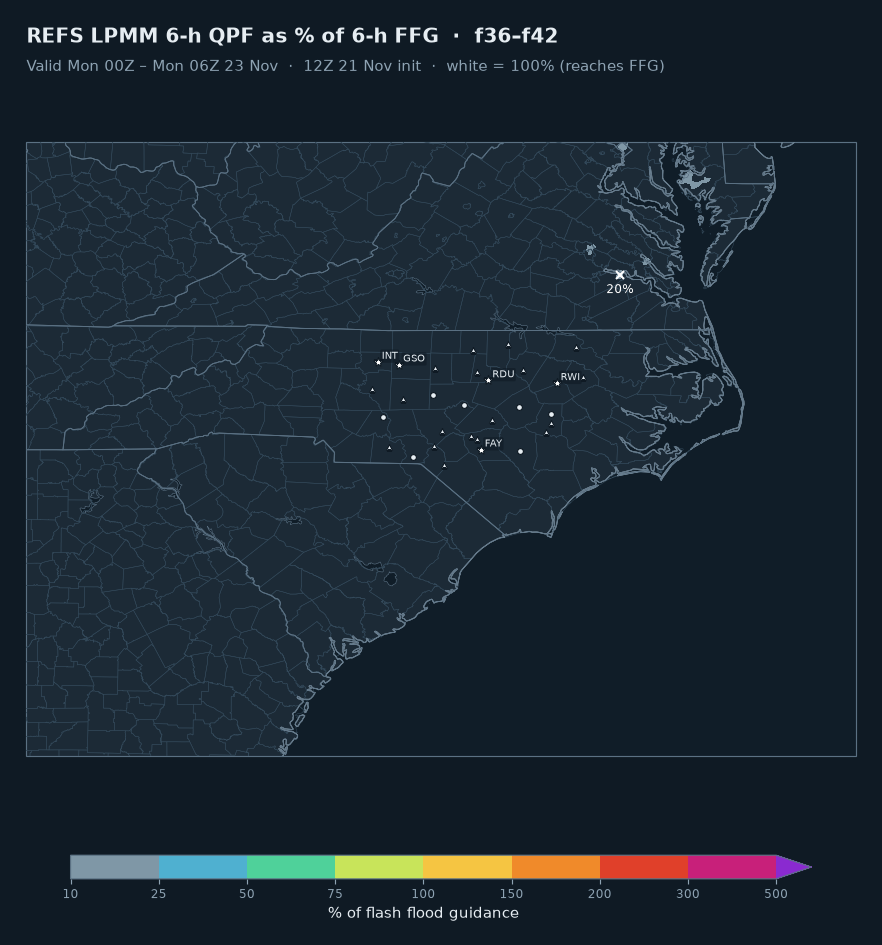 REFS LPMM 6-h QPF as % of 6-h FFG · f36–f42
Valid Mon 00Z – Mon 06Z 23 Nov · 12Z 21 Nov init · white = 100% (reaches FFG)
20%
INT
GSO
RDU
RWI
FAY
10 25 50 75 100 150 200 300 500
% of flash flood guidance